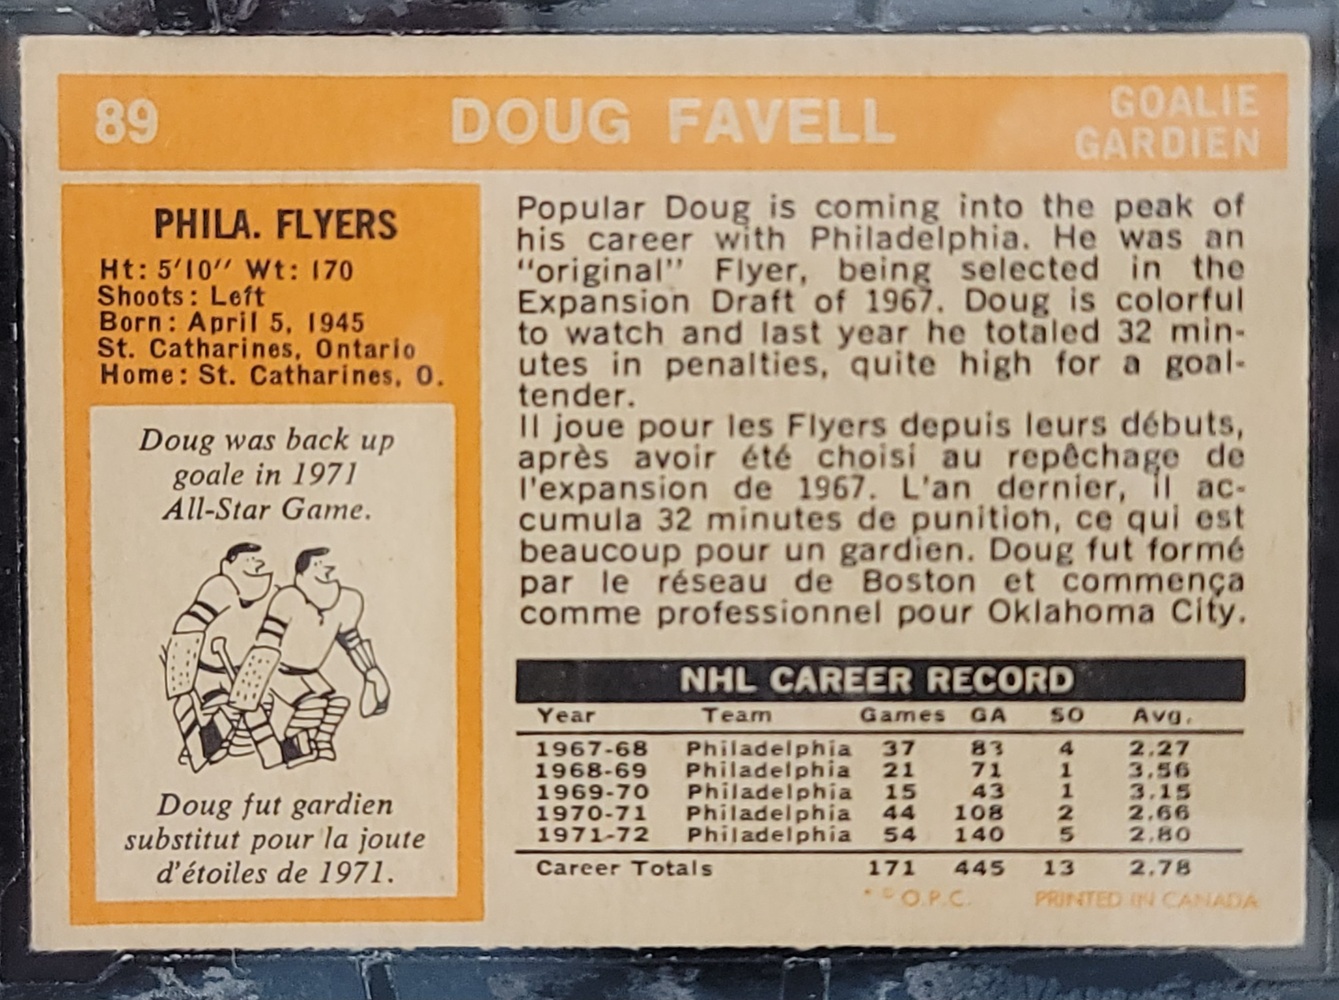 89
DOUG FAVELL
GOALIE
GARDIEN
PHILA. FLYERS
Ht: 5'10'' Wt: 170
Shoots: Left
Born: April 5, 1945
St. Catharines, Ontario
Home: St. Catharines, O.
Doug was back up
goale in 1971
All-Star Game.
Doug fut gardien
substitut pour la joute
d'étoiles de 1971.
Popular Doug is coming into the peak of
his career with Philadelphia. He was an
"original" Flyer, being selected in the
Expansion Draft of 1967. Doug is colorful
to watch and last year he totaled 32 min-
utes in penalties, quite high for a goal-
tender.
Il joue pour les Flyers depuis leurs débuts,
après avoir été choisi au repêchage de
l'expansion de 1967. L'an dernier, il ac-
cumula 32 minutes de punition, ce qui est
beaucoup pour un gardien. Doug fut formé
par le réseau de Boston et commença
comme professionnel pour Oklahoma City.
NHL CAREER RECORD
Year Team Games GA SO Avg.
1967-68 Philadelphia 37 83 4 2.27
1968-69 Philadelphia 21 71 1 3.56
1969-70 Philadelphia 15 43 1 3.15
1970-71 Philadelphia 44 108 2 2.66
1971-72 Philadelphia 54 140 5 2.80
Career Totals 171 445 13 2.78
* © O.P.C. PRINTED IN CANADA